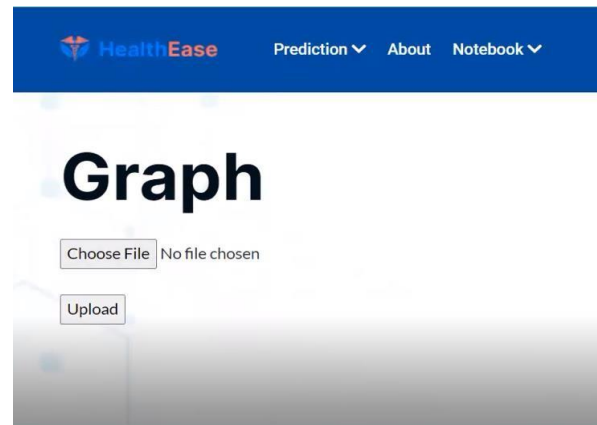 HealthEase Prediction About Notebook
Graph
Choose File No file chosen
Upload